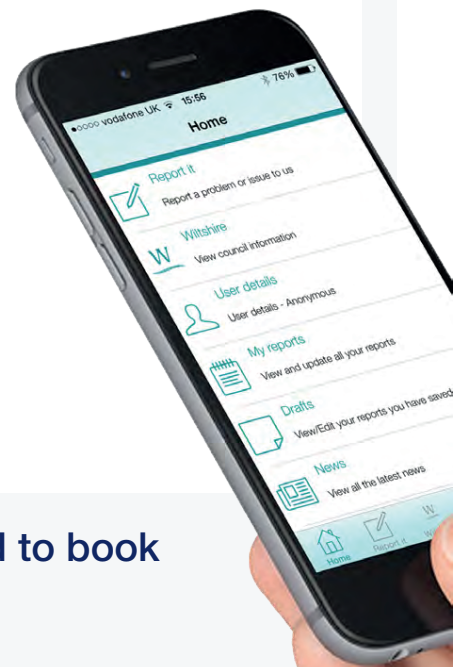 vodafone UK 15:56 76%
Home
Report it
Report a problem or issue to us
Wiltshire
W
View council information
User details
User details - Anonymous
My reports
View and update all your reports
Drafts
View/Edit your reports you have saved
News
View all the latest news
Home Report it W
to book